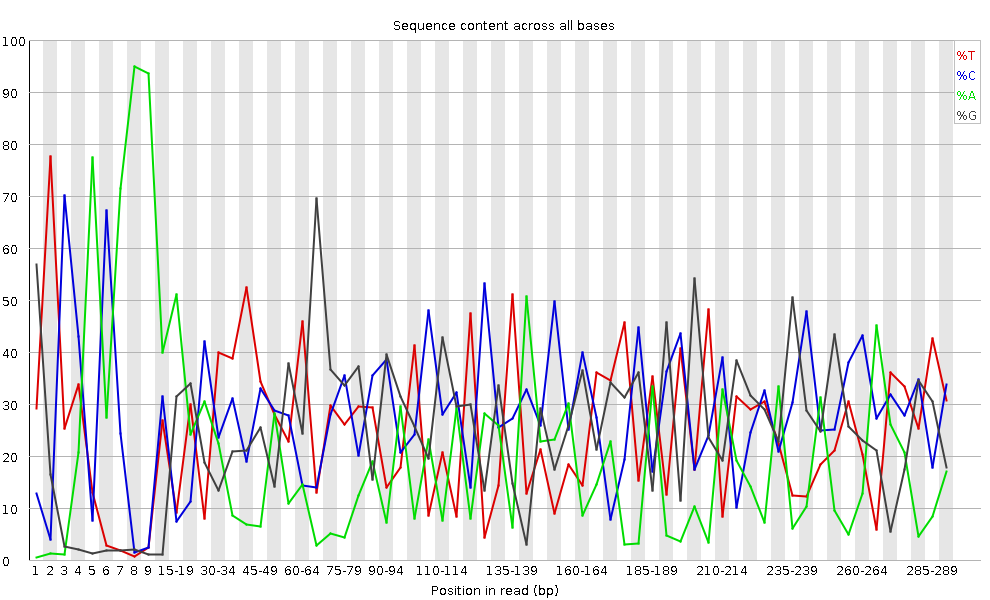 Sequence content across all bases
100
90
80
70
60
50
40
30
20
10
0
%T
%C
%A
%G
1 2 3 4 5 6 7 8 9 15-19 30-34 45-49 60-64 75-79 90-94 110-114 135-139 160-164 185-189 210-214 235-239 260-264 285-289
Position in read (bp)